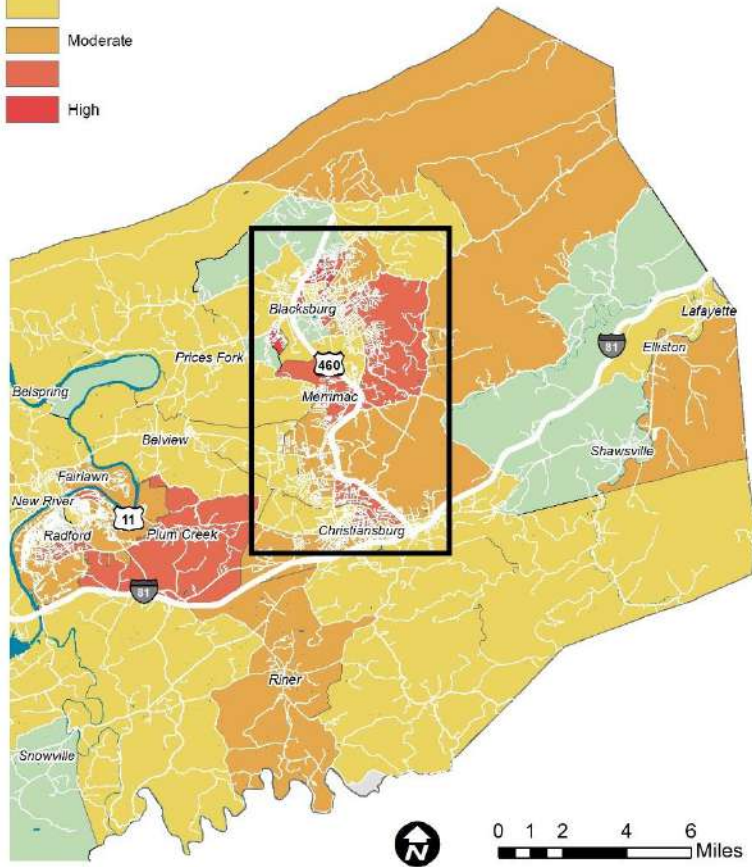 Moderate
High
Lafayette
Blacksburg
81
Elliston
Prices Fork
460
Belspring
Merrimac
Belview
Shawsville
Fairlawn
New River
11
Radford
Plum Creek
Christiansburg
81
Riner
Snowville
N
0 1 2 4 6
Miles